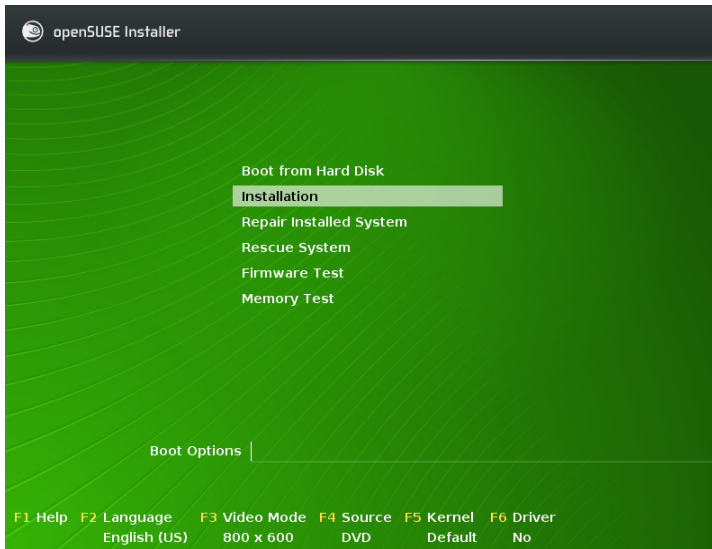 openSUSE Installer
Boot from Hard Disk
Installation
Repair Installed System
Rescue System
Firmware Test
Memory Test
Boot Options
F1 Help F2 Language F3 Video Mode F4 Source F5 Kernel F6 Driver
English (US) 800 x 600 DVD Default No